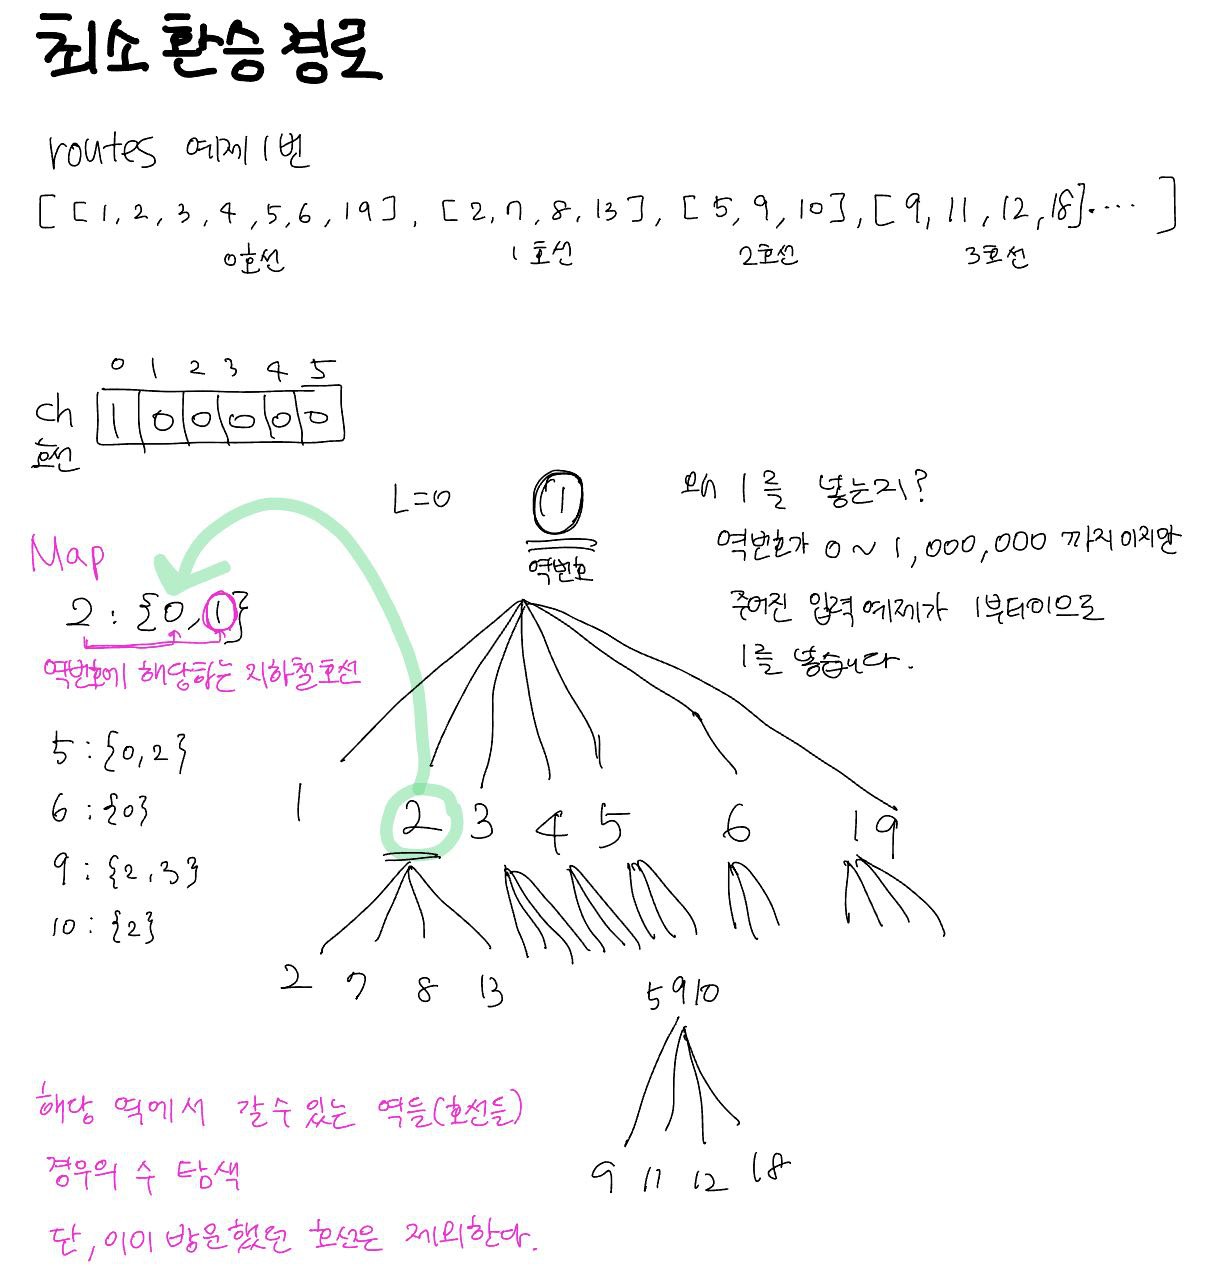 최소 환승 경로
routes 예제 1번
[ [ 1, 2, 3, 4, 5, 6, 19 ], [ 2, 7, 8, 13 ], [ 5, 9, 10 ], [ 9, 11, 12, 18 ]. ... ]
0호선 1호선 2호선 3호선
0 1 2 3 4 5
ch 1 0 0 0 0 0
호선
L=0 1
역번호
왜 1를 넣는지?
역번호가 0 ~ 1,000,000 까지이지만
주어진 입력 예제가 1부터이으로
1를 넣습니다.
Map
2 : {0, 1}
역번호에 해당하는 지하철 호선
5 : {0, 2}
6 : {0}
9 : {2, 3}
10 : {2}
1 2 3 4 5 6 19
2 7 8 13 5 9 10
9 11 12 18
해당 역에서 갈수 있는 역들(호선들)
경우의 수 탐색
단, 이미 방문했던 호선은 제외한다.